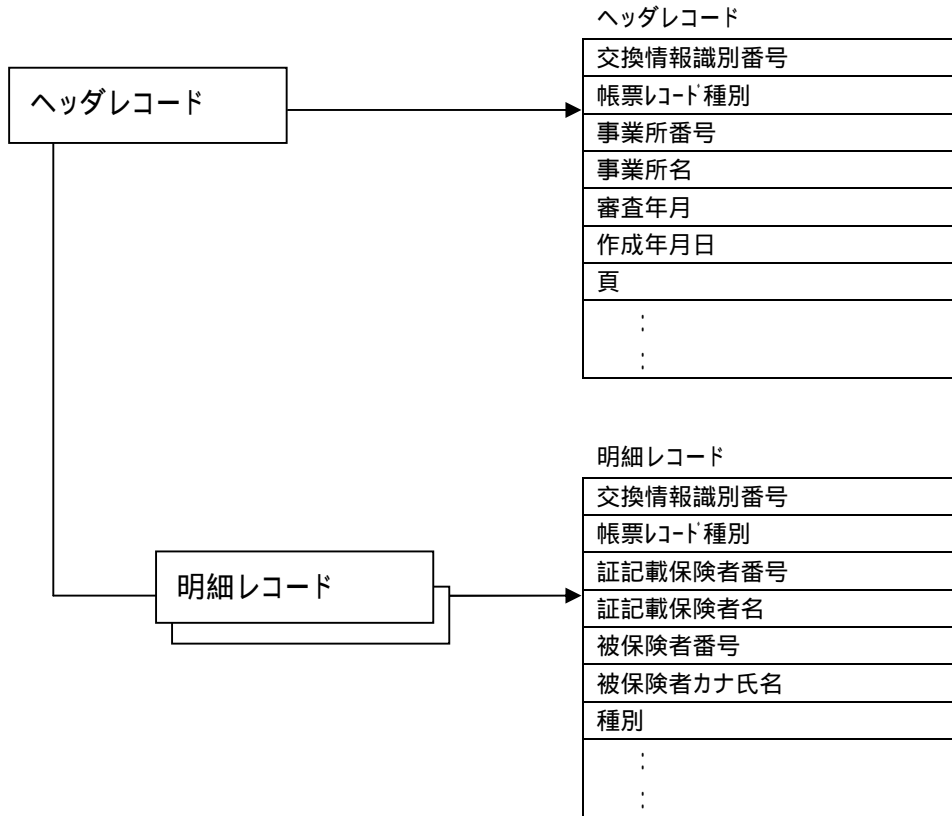 ヘッダレコード
ヘッダレコード
交換情報識別番号
帳票ﾚｺｰﾄﾞ種別
事業所番号
事業所名
審査年月
作成年月日
頁
:
:
明細レコード
明細レコード
交換情報識別番号
帳票ﾚｺｰﾄﾞ種別
証記載保険者番号
証記載保険者名
被保険者番号
被保険者カナ氏名
種別
:
: